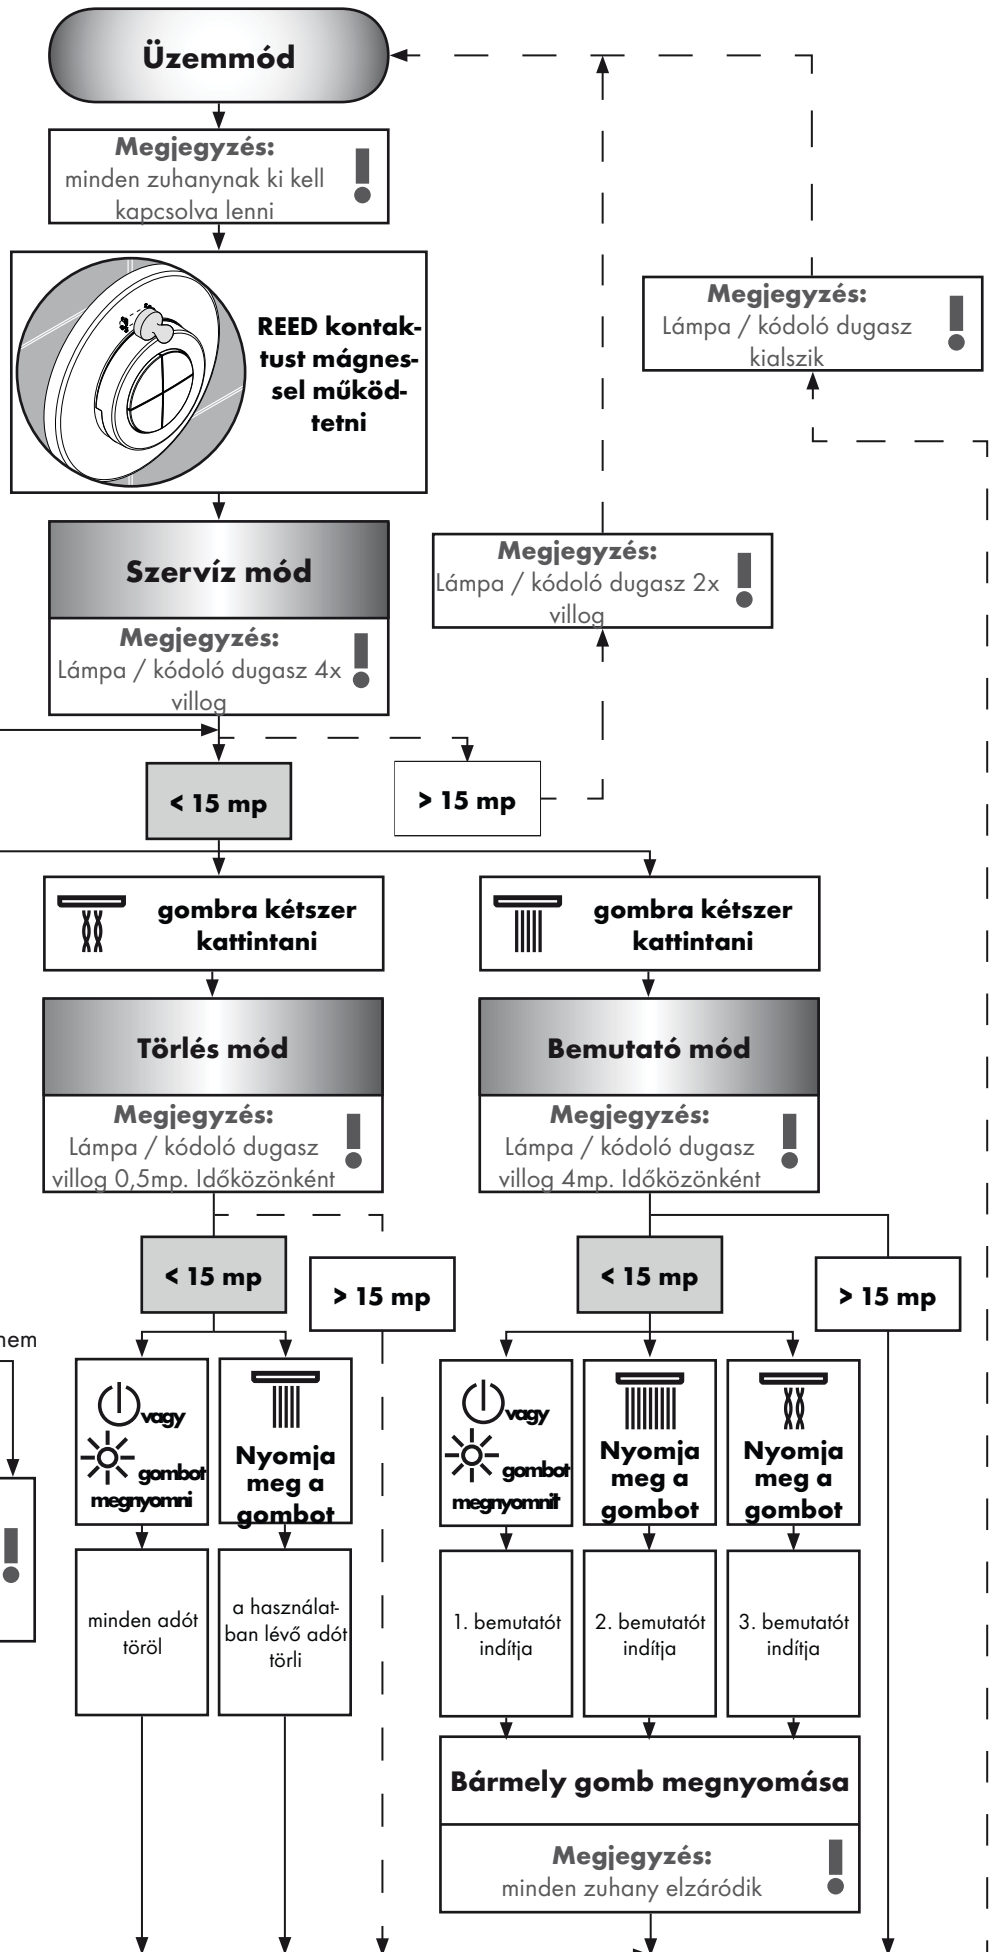 Üzemmód
Megjegyzés:
minden zuhanynak ki kell
kapcsolva lenni
REED kontak-
tust mágnes-
sel működ-
tetni
Megjegyzés:
Lámpa / kódoló dugasz
kialszik
Szervíz mód
Megjegyzés:
Lámpa / kódoló dugasz 4x
villog
Megjegyzés:
Lámpa / kódoló dugasz 2x
villog
< 15 mp
> 15 mp
gombra kétszer
kattintani
gombra kétszer
kattintani
Törlés mód
Megjegyzés:
Lámpa / kódoló dugasz
villog 0,5mp. Időközönként
Bemutató mód
Megjegyzés:
Lámpa / kódoló dugasz
villog 4mp. Időközönként
< 15 mp
> 15 mp
< 15 mp
> 15 mp
vagy
gombot
megnyomni
Nyomja
meg a
gombot
vagy
gombot
megnyomnit
Nyomja
meg a
gombot
Nyomja
meg a
gombot
minden adót
töröl
a használat-
ban lévő adót
törli
1. bemutatót
indítja
2. bemutatót
indítja
3. bemutatót
indítja
Bármely gomb megnyomása
Megjegyzés:
minden zuhany elzáródik